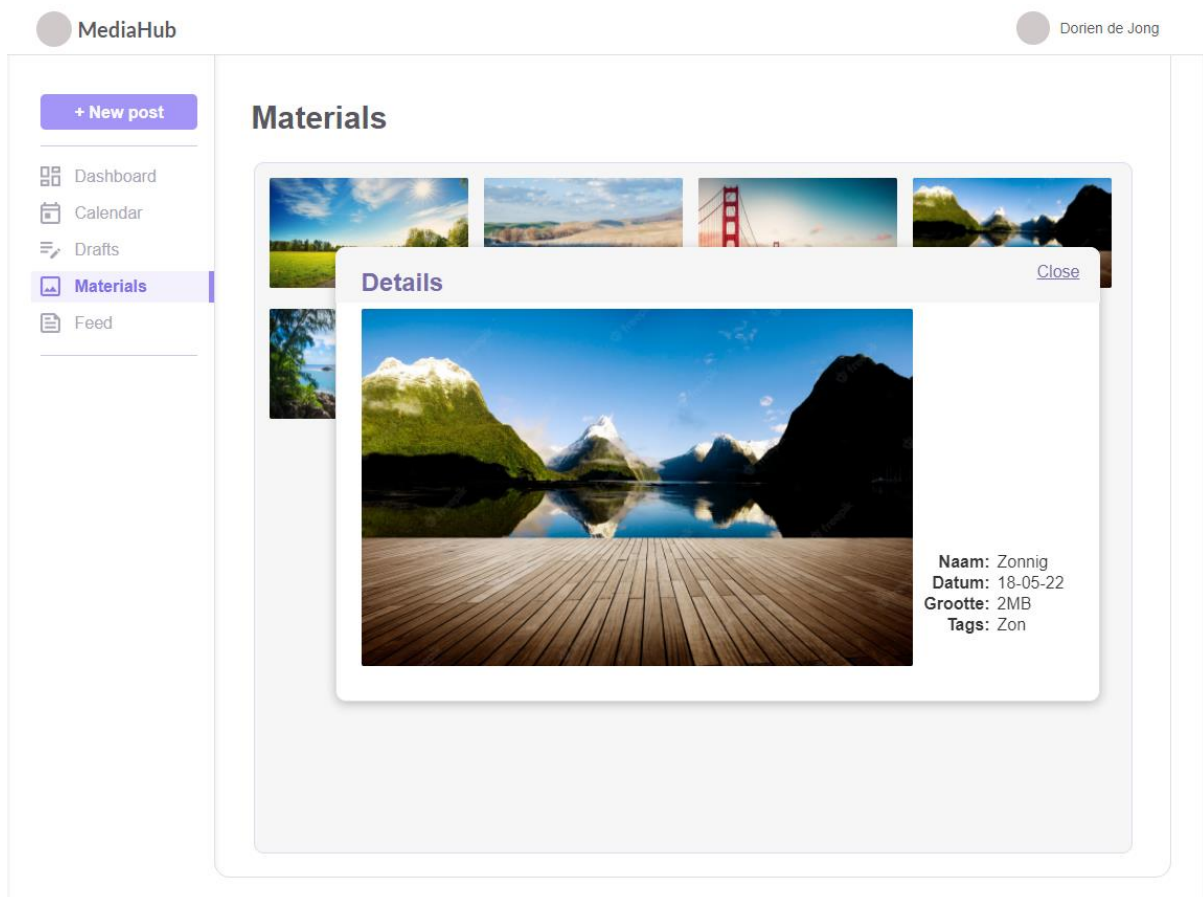 MediaHub
Dorien de Jong
+ New post
Dashboard
Calendar
Drafts
Materials
Feed
Materials
Details
Close
Naam: Zonnig
Datum: 18-05-22
Grootte: 2MB
Tags: Zon